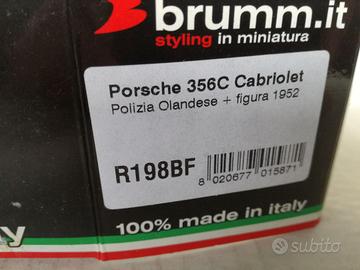 brumm.it
styling in miniatura
Porsche 356C Cabriolet
Polizia Olandese + figura 1952
R198BF
8 020677 015871
100% made in italy
y
subito